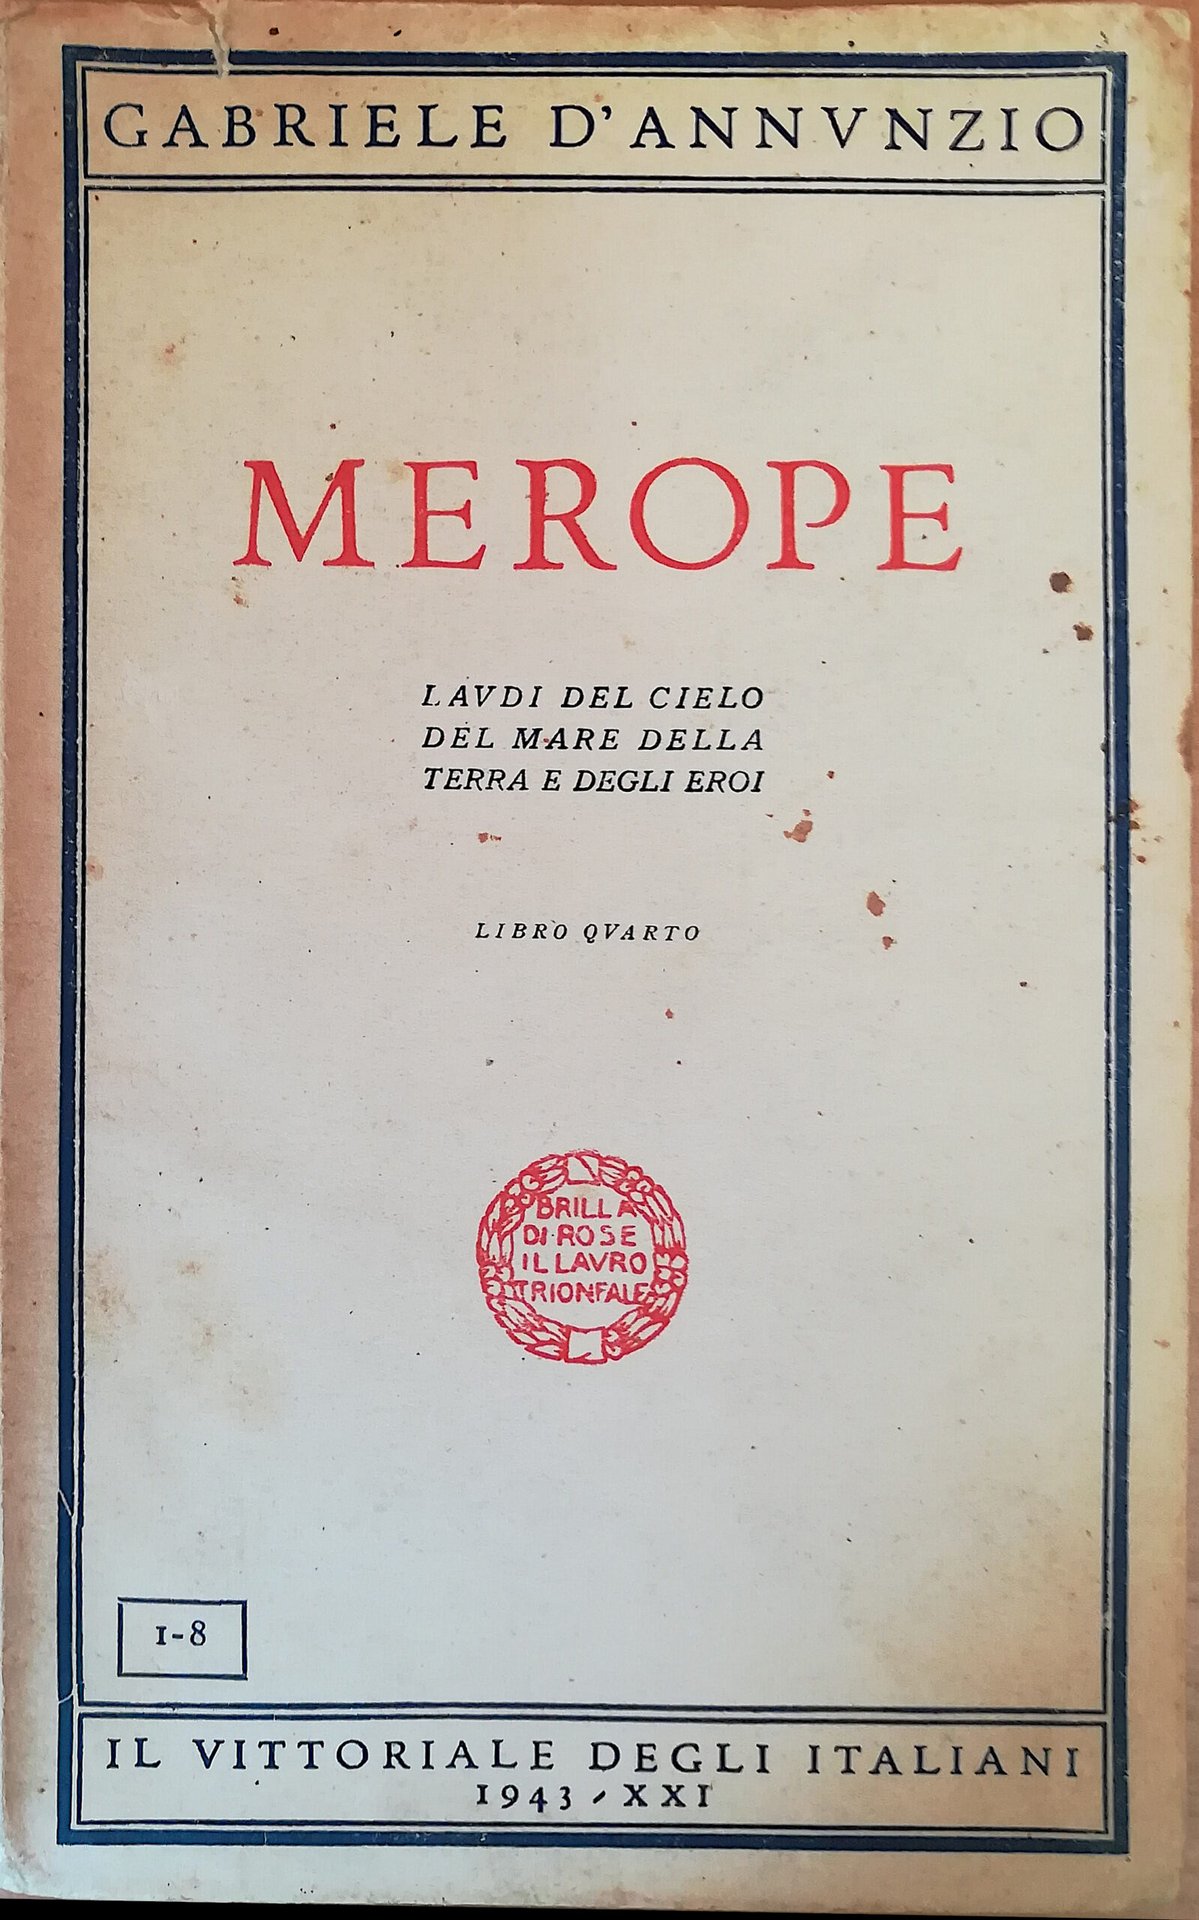 GABRIELE D'ANNVNZIO
MEROPE
LAVDI DEL CIELO
DEL MARE DELLA
TERRA E DEGLI EROI
LIBRO QVARTO
BRILLA
DI ROSE
IL LAVRO
TRIONFALE
I-8
IL VITTORIALE DEGLI ITALIANI
1943 - XXI